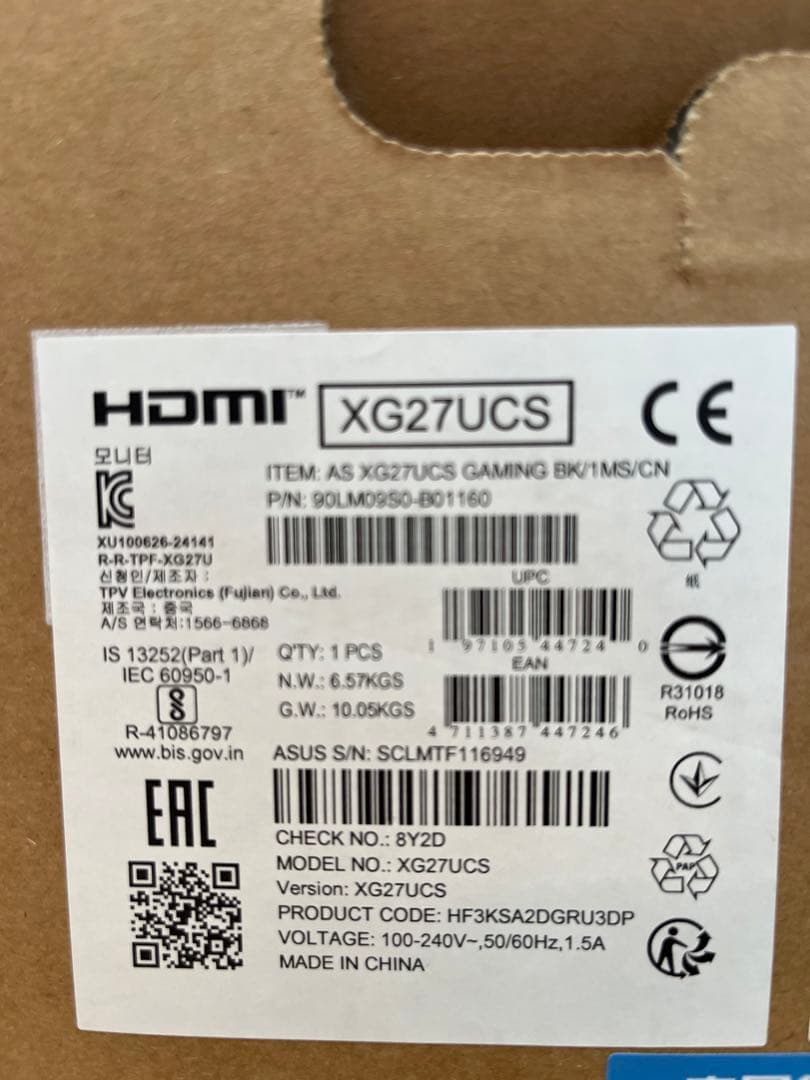 HDMI™ XG27UCS CE
모니터
ITEM: AS XG27UCS GAMING BK/1MS/CN
P/N: 90LM09S0-B01160
XU100626-24141
R-R-TPF-XG27U
신청인/제조자 :
TPV Electronics (Fujian) Co., Ltd.
제조국 : 중국
A/S 연락처:1566-6868
UPC
1 97105 44724 0
纸
IS 13252(Part 1)/
IEC 60950-1
R-41086797
www.bis.gov.in
Q'TY: 1 PCS
N.W.: 6.57KGS
G.W.: 10.05KGS
EAN
4 711387 447246
R31018
RoHS
ASUS S/N: SCLMTF116949
EAC
CHECK NO.: 8Y2D
MODEL NO.: XG27UCS
Version: XG27UCS
PRODUCT CODE: HF3KSA2DGRU3DP
VOLTAGE: 100-240V~,50/60Hz,1.5A
MADE IN CHINA
PAP